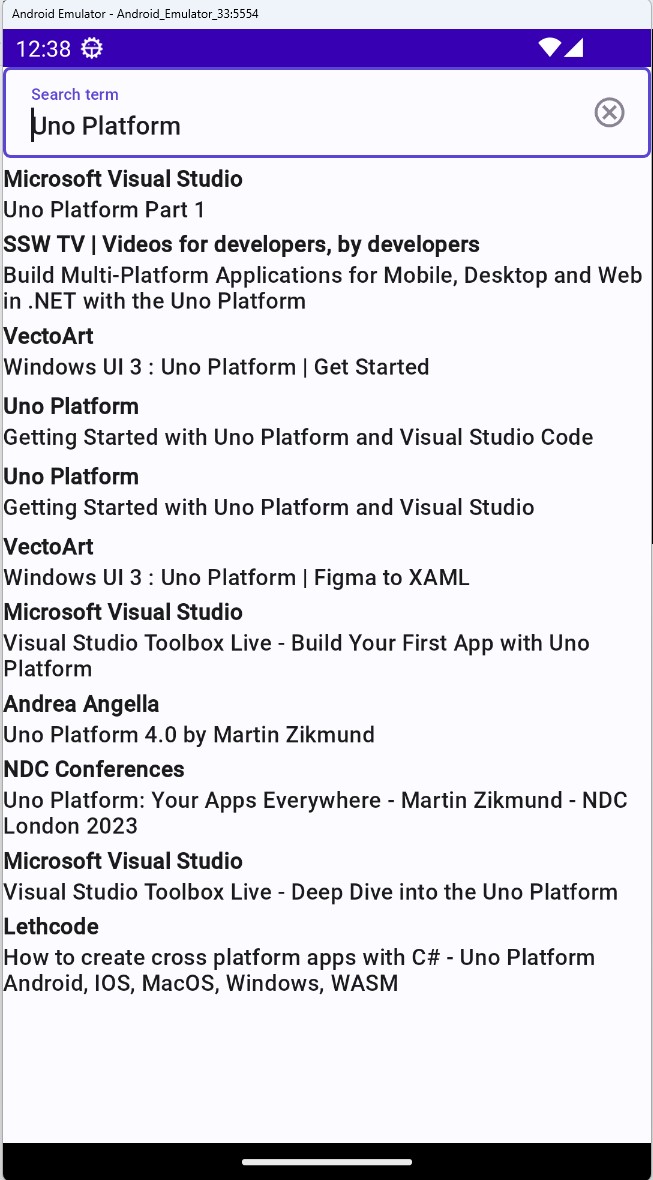 Android Emulator - Android_Emulator_33:5554
12:38
Search term
Uno Platform
Microsoft Visual Studio
Uno Platform Part 1
SSW TV | Videos for developers, by developers
Build Multi-Platform Applications for Mobile, Desktop and Web
in .NET with the Uno Platform
VectoArt
Windows UI 3 : Uno Platform | Get Started
Uno Platform
Getting Started with Uno Platform and Visual Studio Code
Uno Platform
Getting Started with Uno Platform and Visual Studio
VectoArt
Windows UI 3 : Uno Platform | Figma to XAML
Microsoft Visual Studio
Visual Studio Toolbox Live - Build Your First App with Uno
Platform
Andrea Angella
Uno Platform 4.0 by Martin Zikmund
NDC Conferences
Uno Platform: Your Apps Everywhere - Martin Zikmund - NDC
London 2023
Microsoft Visual Studio
Visual Studio Toolbox Live - Deep Dive into the Uno Platform
Lethcode
How to create cross platform apps with C# - Uno Platform
Android, IOS, MacOS, Windows, WASM